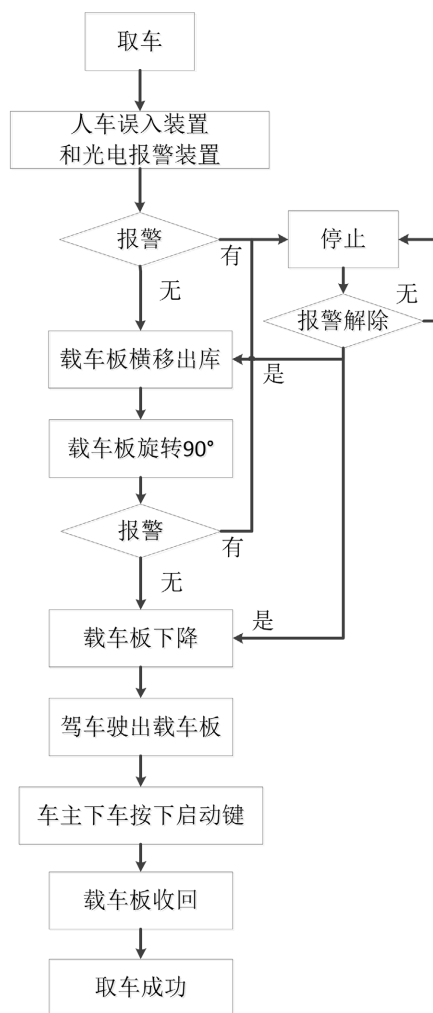 取车
人车误入装置
和光电报警装置
报警
有
停止
无
无
报警解除
载车板横移出库
是
载车板旋转90°
报警
有
无
是
载车板下降
驾车驶出载车板
车主下车按下启动键
载车板收回
取车成功